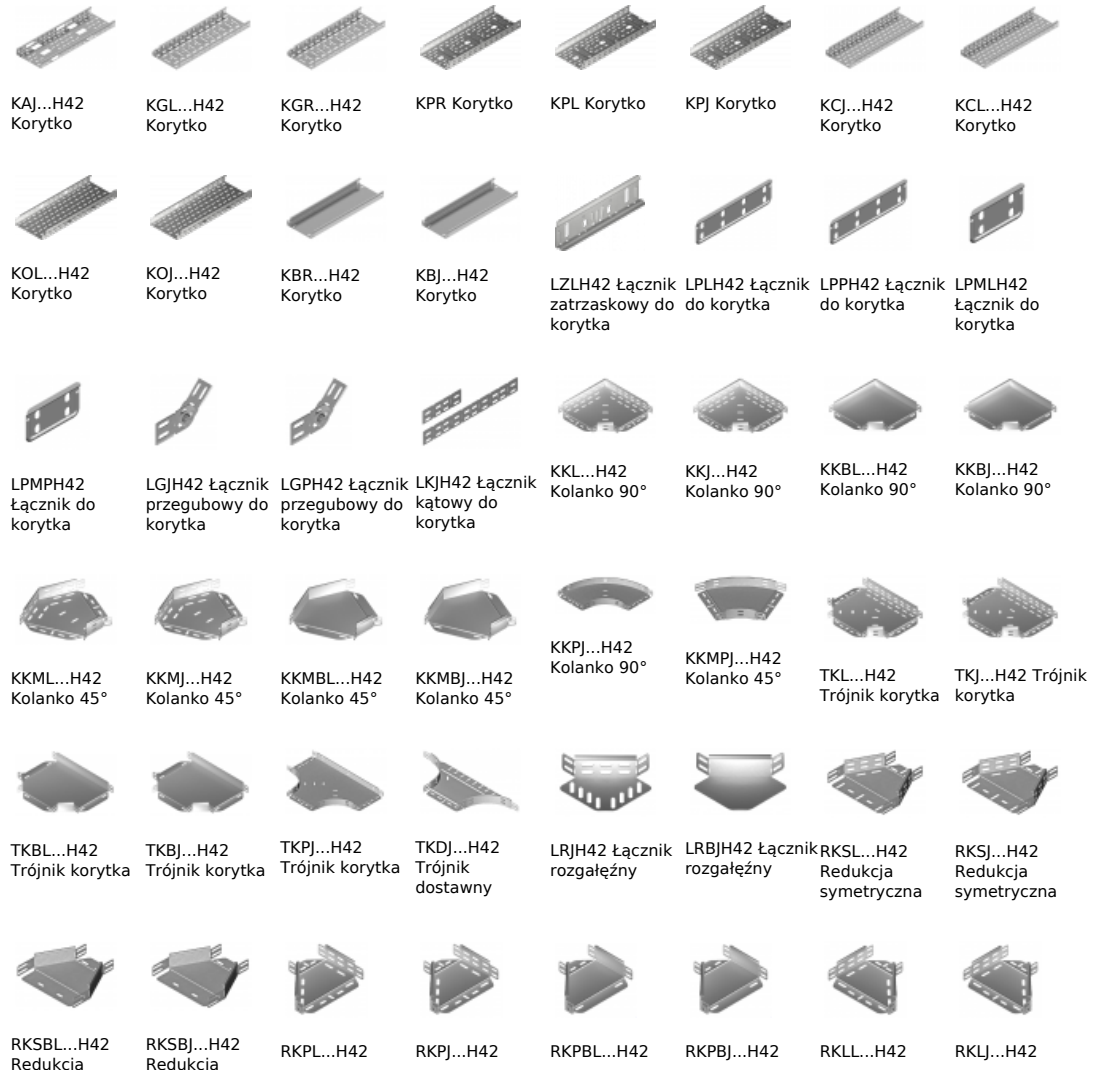 KAJ...H42
Korytko
KGL...H42
Korytko
KGR...H42
Korytko
KPR Korytko
KPL Korytko
KPJ Korytko
KCJ...H42
Korytko
KCL...H42
Korytko
KOL...H42
Korytko
KOJ...H42
Korytko
KBR...H42
Korytko
KBJ...H42
Korytko
LZLH42 Łącznik
zatrzaskowy do
korytka
LPLH42 Łącznik
do korytka
LPPH42 Łącznik
do korytka
LPMLH42
Łącznik do
korytka
LPMPH42
Łącznik do
korytka
LGJH42 Łącznik
przegubowy do
korytka
LGPH42 Łącznik
przegubowy do
korytka
LKJH42 Łącznik
kątowy do
korytka
KKL...H42
Kolanko 90°
KKJ...H42
Kolanko 90°
KKBL...H42
Kolanko 90°
KKBJ...H42
Kolanko 90°
KKML...H42
Kolanko 45°
KKMJ...H42
Kolanko 45°
KKMBL...H42
Kolanko 45°
KKMBJ...H42
Kolanko 45°
KKPJ...H42
Kolanko 90°
KKMPJ...H42
Kolanko 45°
TKL...H42
Trójnik korytka
TKJ...H42 Trójnik
korytka
TKBL...H42
Trójnik korytka
TKBJ...H42
Trójnik korytka
TKPJ...H42
Trójnik korytka
TKDJ...H42
Trójnik
dostawny
LRJH42 Łącznik
rozgałęźny
LRBJH42 Łącznik
rozgałęźny
RKSL...H42
Redukcja
symetryczna
RKSJ...H42
Redukcja
symetryczna
RKSBL...H42
Redukcja
RKSBJ...H42
Redukcja
RKPL...H42
RKPJ...H42
RKPBL...H42
RKPBJ...H42
RKLL...H42
RKLJ...H42